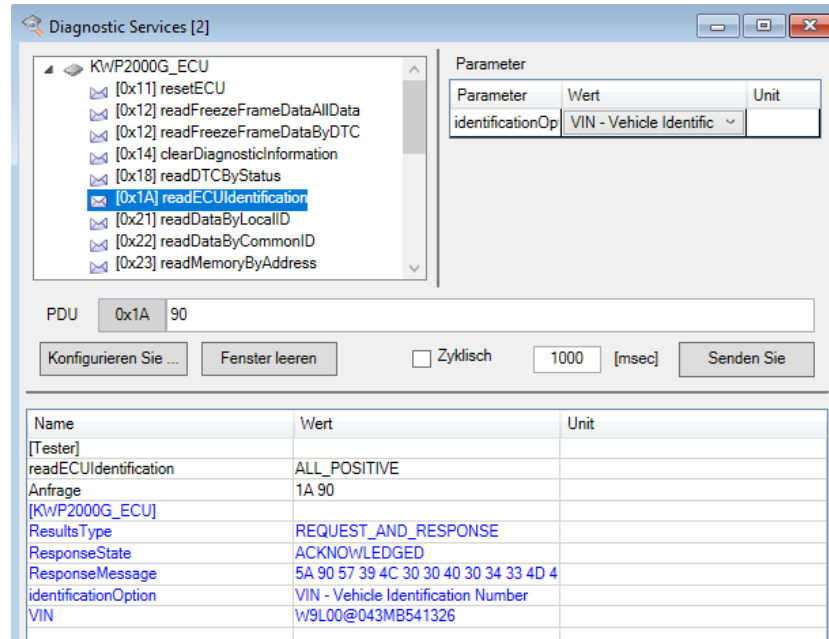 Diagnostic Services [2]
KWP2000G_ECU
[0x11] resetECU
[0x12] readFreezeFrameDataAllData
[0x12] readFreezeFrameDataByDTC
[0x14] clearDiagnosticInformation
[0x18] readDTCByStatus
[0x1A] readECUIdentification
[0x21] readDataByLocalID
[0x22] readDataByCommonID
[0x23] readMemoryByAddress
Parameter
Parameter Wert Unit
identificationOp VIN - Vehicle Identific
PDU 0x1A 90
Konfigurieren Sie ... Fenster leeren Zyklisch 1000 [msec] Senden Sie
Name Wert Unit
[Tester]
readECUIdentification ALL_POSITIVE
Anfrage 1A 90
[KWP2000G_ECU]
ResultsType REQUEST_AND_RESPONSE
ResponseState ACKNOWLEDGED
ResponseMessage 5A 90 57 39 4C 30 30 40 30 34 33 4D 4
identificationOption VIN - Vehicle Identification Number
VIN W9L00@043MB541326